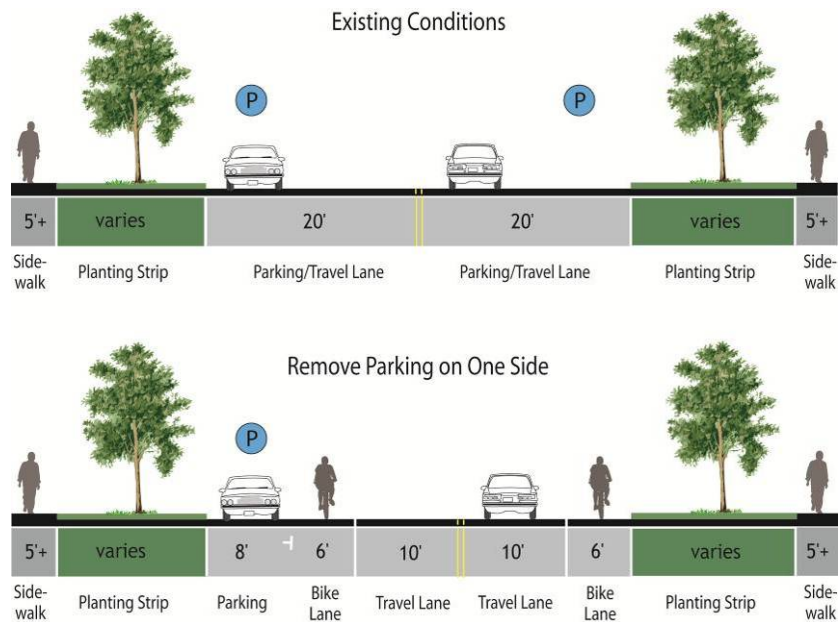 Existing Conditions
P P
5'+ varies 20' 20' varies 5'+
Side-
walk
Planting Strip Parking/Travel Lane Parking/Travel Lane Planting Strip
Side-
walk
Remove Parking on One Side
P
5'+ varies 8' 6' 10' 10' 6' varies 5'+
Side-
walk
Planting Strip Parking
Bike
Lane
Travel Lane Travel Lane
Bike
Lane
Planting Strip
Side-
walk